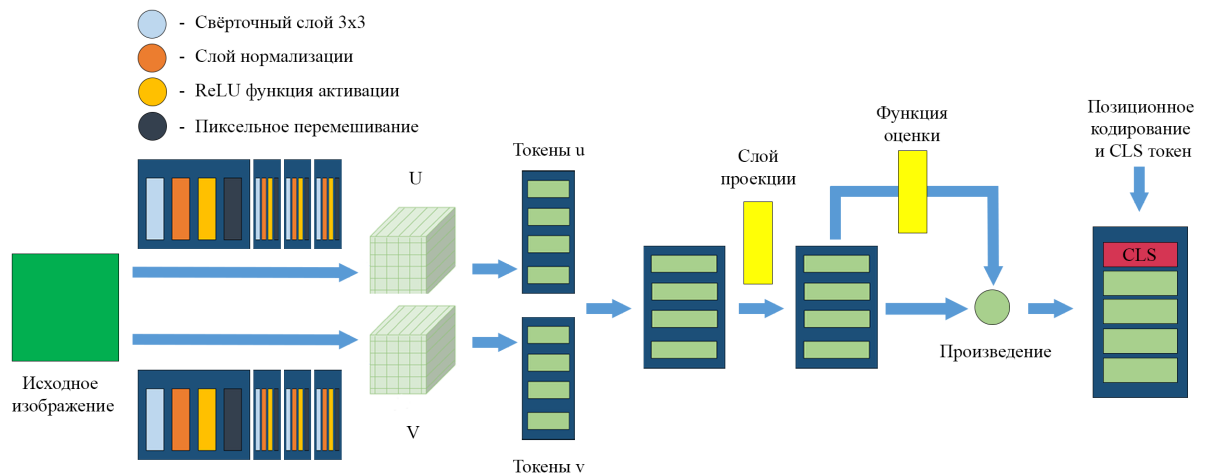 - Свёрточный слой 3x3
- Слой нормализации
- ReLU функция активации
- Пиксельное перемешивание
Исходное
изображение
U
V
Токены u
Токены v
Слой
проекции
Функция
оценки
Произведение
Позиционное
кодирование
и CLS токен
CLS